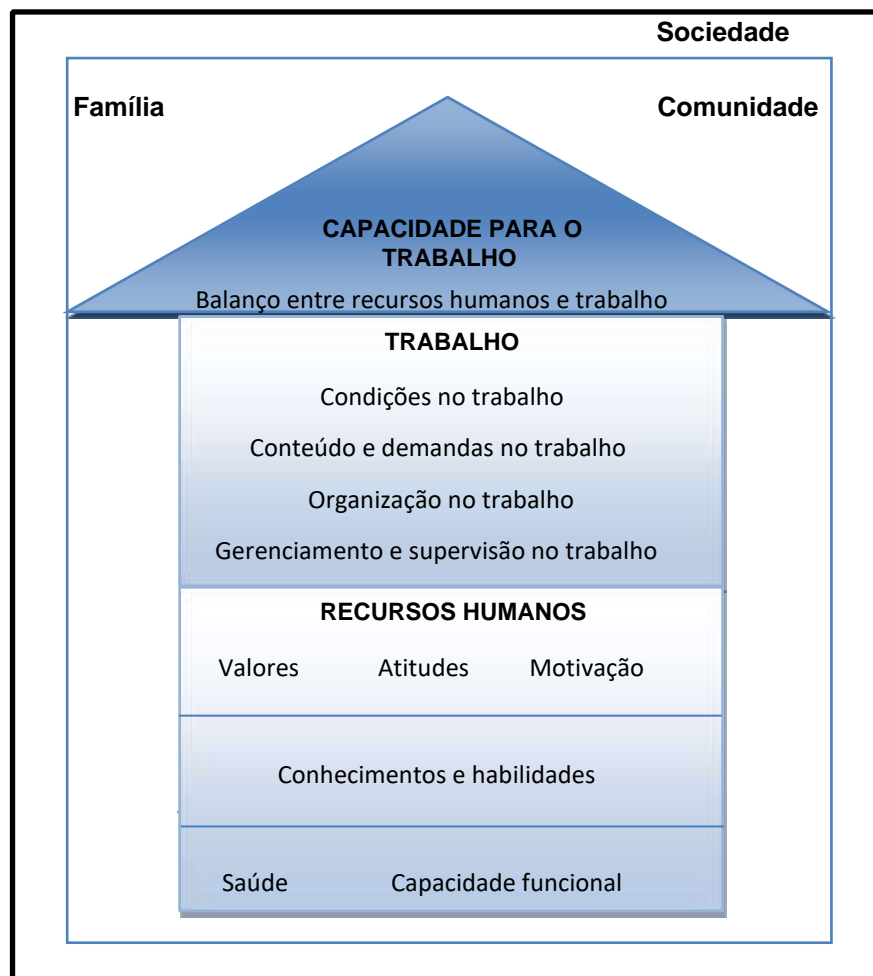 Sociedade
Família Comunidade
CAPACIDADE PARA O
TRABALHO
Balanço entre recursos humanos e trabalho
TRABALHO
Condições no trabalho
Conteúdo e demandas no trabalho
Organização no trabalho
Gerenciamento e supervisão no trabalho
RECURSOS HUMANOS
Valores Atitudes Motivação
Conhecimentos e habilidades
Saúde Capacidade funcional